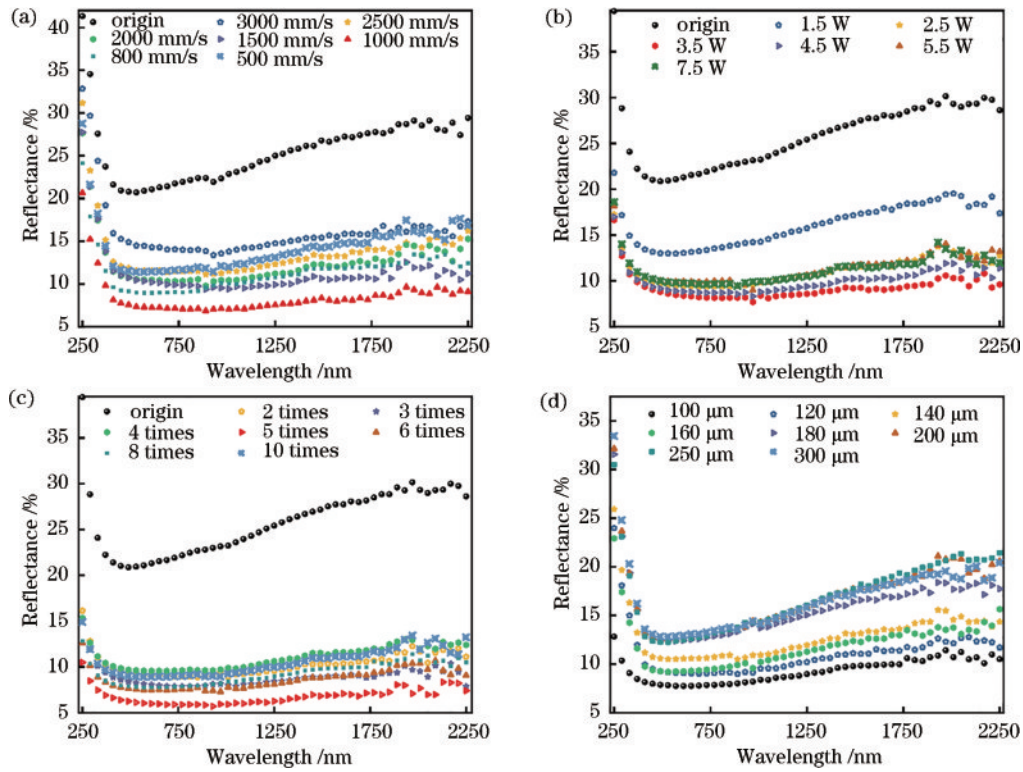 (a)
origin 3000 mm/s 2500 mm/s
2000 mm/s 1500 mm/s 1000 mm/s
800 mm/s 500 mm/s
40
35
30
25
20
15
10
5
Reflectance /%
250 750 1250 1750 2250
Wavelength /nm
(b)
origin 1.5 W 2.5 W
3.5 W 4.5 W 5.5 W
7.5 W
35
30
25
20
15
10
5
Reflectance /%
250 750 1250 1750 2250
Wavelength /nm
(c)
origin 2 times 3 times
4 times 5 times 6 times
8 times 10 times
35
30
25
20
15
10
5
Reflectance /%
250 750 1250 1750 2250
Wavelength /nm
(d)
100 μm 120 μm 140 μm
160 μm 180 μm 200 μm
250 μm 300 μm
35
30
25
20
15
10
5
Reflectance /%
250 750 1250 1750 2250
Wavelength /nm